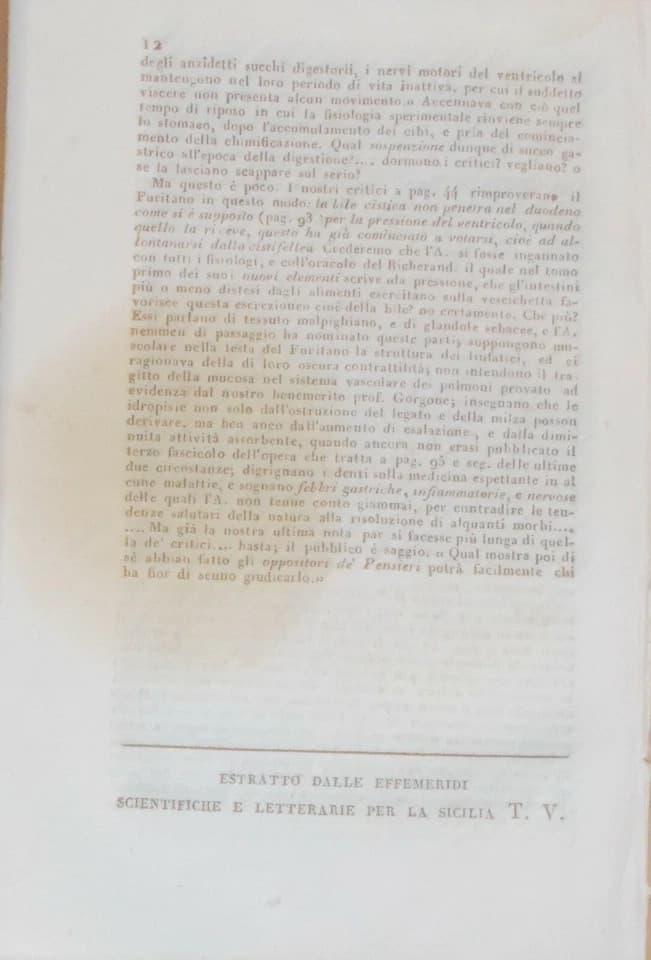 12
degli anzidetti succhi digestorii, i nervi motori del ventricolo si
mantengono nel loro periodo di vita inattiva, per cui il suddetto
viscere non presenta alcun movimento.» Accennava con ciò quel
tempo di riposo in cui la fisiologia sperimentale rinviene sempre
lo stomaco, dopo l'accomulamento dei cibi, e pria del comincia-
mento della chimificazione. Qual sospenzione dunque di succo ga-
strico all'epoca della digestione?.... dormono i critici? vegliano? o
se la lasciano scappare sul serio?
Ma questo è poco. I nostri critici a pag. 44 rimproverano il
Furitano in questo modo: la bile cistica non penetra nel duodeno
come si è supposto (pag. 93) per la pressione del ventricolo, quando
quello la riceve, questo ha già cominciato a votarsi, cioè ad al-
lontanarsi dalla cistifellea Crederemo che l'A. si fosse ingannato
con tutti i fisiologi, e coll'oracolo del Richerand. il quale nel tomo
primo dei suoi nuovi elementi scrive «la pressione, che gl'intestini
più o meno distesi dagli alimenti esercitano sulla vescichetta fa-
vorisce questa escrezione» cioè della bile? no certamente. Che più?
Essi parlano di tessuto malpighiano, e di glandole sebacee, e l'A.
nemmen di passaggio ha nominato queste parti; suppongono mu-
scolare nella testa del Furitano la struttura dei linfatici, ed ei
ragionava della di loro oscura contrattilità; non intendono il tra-
gitto della mucosa nel sistema vascolare dei polmoni provato ad
evidenza dal nostro benemerito prof. Gorgone; insegnano che le
idropisie non solo dall'ostruzione del fegato e della milza posson
derivare, ma ben anco dall'aumento di esalazione, e dalla dimi-
nuita attività assorbente, quando ancora non erasi pubblicato il
terzo fascicolo dell'opera che tratta a pag. 95 e seg. delle ultime
due circostanze; digrignano i denti sulla medicina espettante in al
cune malattie, e sognano febbri gastriche, infiammatorie, e nervose
delle quali l'A. non tenne conto giammai, per contradire le ten-
denze salutari della natura alla risoluzione di alquanti morbi....
.... Ma già la nostra ultima nota par si facesse più lunga di quel-
la de' critici.... basta; il pubblico è saggio. « Qual mostra poi di
sè abbian fatto gli oppositori de' Pensieri potrà facilmente chi
ha fior di senno giudicarlo.»
ESTRATTO DALLE EFFEMERIDI
SCIENTIFICHE E LETTERARIE PER LA SICILIA T. V.